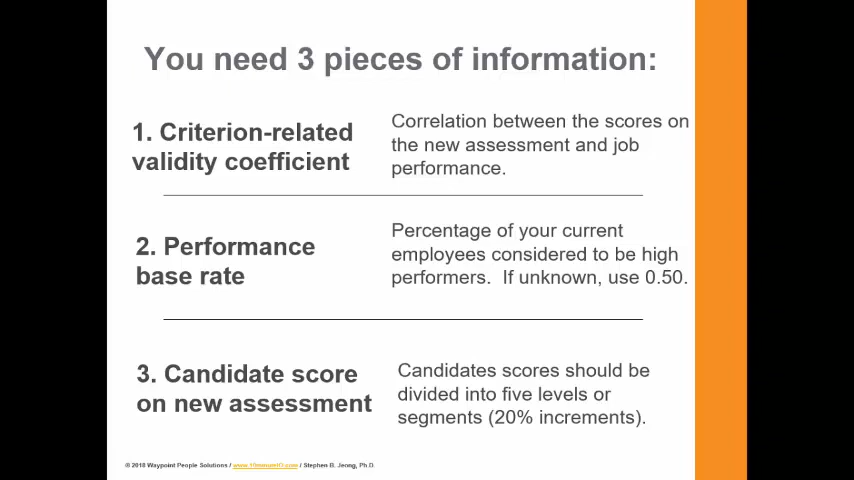 You need 3 pieces of information:
1. Criterion-related
validity coefficient
Correlation between the scores on
the new assessment and job
performance.
2. Performance
base rate
Percentage of your current
employees considered to be high
performers.  If unknown, use 0.50.
3. Candidate score
on new assessment
Candidates scores should be
divided into five levels or
segments (20% increments).
© 2018 Waypoint People Solutions / / Stephen B. Jeong, Ph.D.